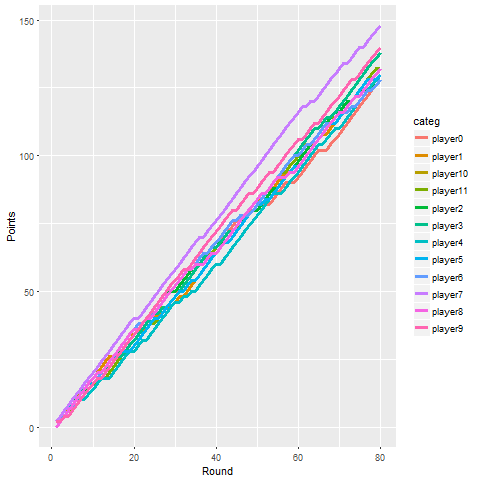 150
100
50
0
Points
0
20
40
60
80
Round
categ
player0
player1
player10
player11
player2
player3
player4
player5
player6
player7
player8
player9